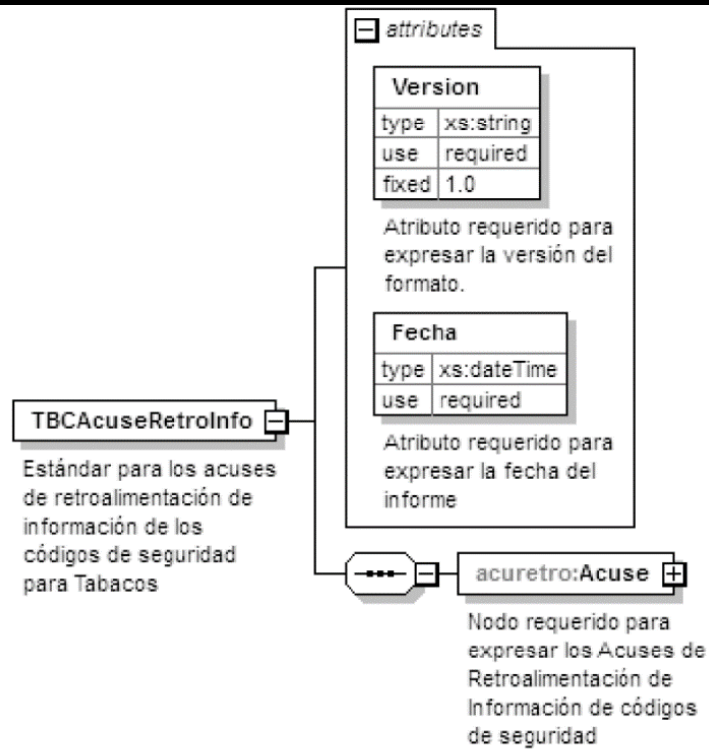 attributes
Version
type xs:string
use required
fixed 1.0
Atributo requerido para
expresar la versión del
formato.
Fecha
type xs:dateTime
use required
Atributo requerido para
expresar la fecha del
informe
TBCAcuseRetroInfo
Estándar para los acuses
de retroalimentación de
información de los
códigos de seguridad
para Tabacos
acuretro:Acuse
Nodo requerido para
expresar los Acuses de
Retroalimentación de
Información de códigos
de seguridad